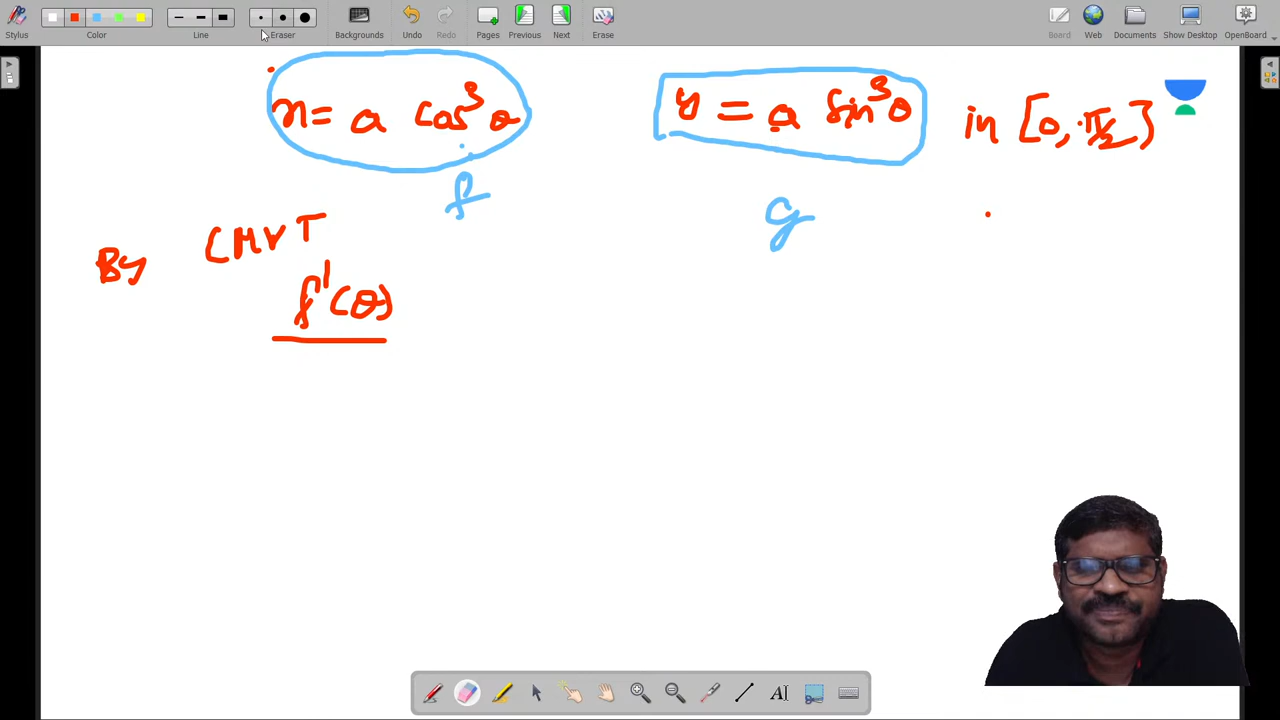 Stylus Color Line Eraser Backgrounds Undo Redo Pages Previous Next Erase Board Web Documents Show Desktop OpenBoard
x = a cos³θ y = a sin³θ in [0, π/2]
f g
By CMVT
f'(θ)